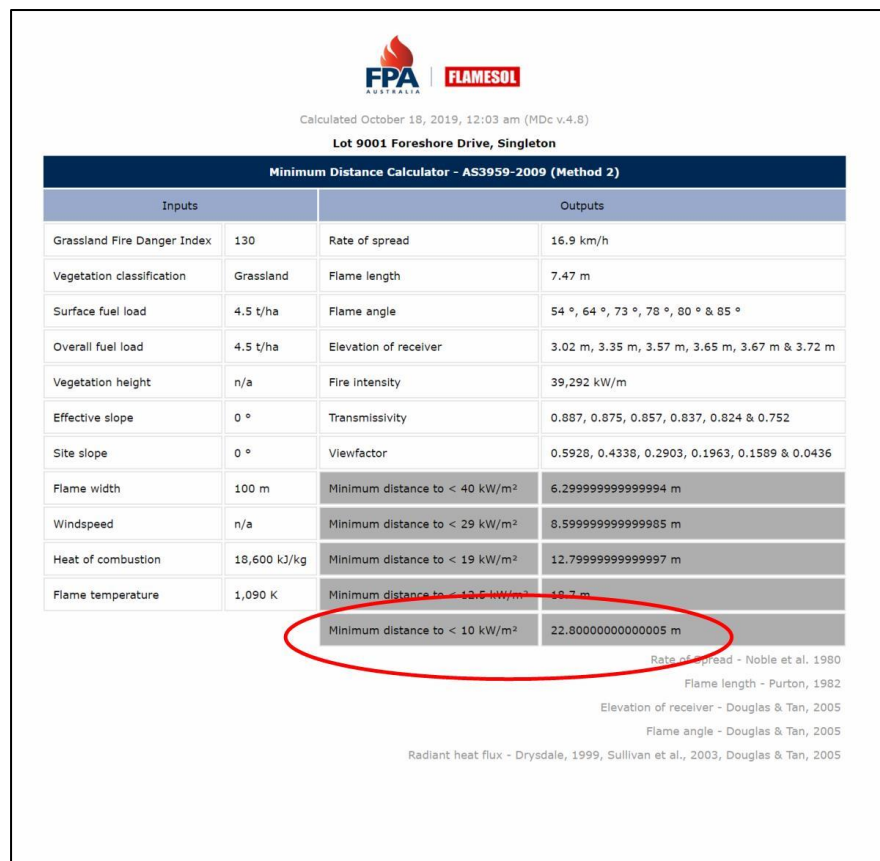 FPA
AUSTRALIA
FLAMESOL
Calculated October 18, 2019, 12:03 am (MDc v.4.8)
Lot 9001 Foreshore Drive, Singleton
Minimum Distance Calculator - AS3959-2009 (Method 2)
Inputs Outputs
Grassland Fire Danger Index 130 Rate of spread 16.9 km/h
Vegetation classification Grassland Flame length 7.47 m
Surface fuel load 4.5 t/ha Flame angle 54 °, 64 °, 73 °, 78 °, 80 ° & 85 °
Overall fuel load 4.5 t/ha Elevation of receiver 3.02 m, 3.35 m, 3.57 m, 3.65 m, 3.67 m & 3.72 m
Vegetation height n/a Fire intensity 39,292 kW/m
Effective slope 0 ° Transmissivity 0.887, 0.875, 0.857, 0.837, 0.824 & 0.752
Site slope 0 ° Viewfactor 0.5928, 0.4338, 0.2903, 0.1963, 0.1589 & 0.0436
Flame width 100 m Minimum distance to < 40 kW/m² 6.299999999999994 m
Windspeed n/a Minimum distance to < 29 kW/m² 8.599999999999985 m
Heat of combustion 18,600 kJ/kg Minimum distance to < 19 kW/m² 12.79999999999997 m
Flame temperature 1,090 K Minimum distance to < 12.5 kW/m² 18.7 m
Minimum distance to < 10 kW/m² 22.80000000000005 m
Rate of Spread - Noble et al. 1980
Flame length - Purton, 1982
Elevation of receiver - Douglas & Tan, 2005
Flame angle - Douglas & Tan, 2005
Radiant heat flux - Drysdale, 1999, Sullivan et al., 2003, Douglas & Tan, 2005